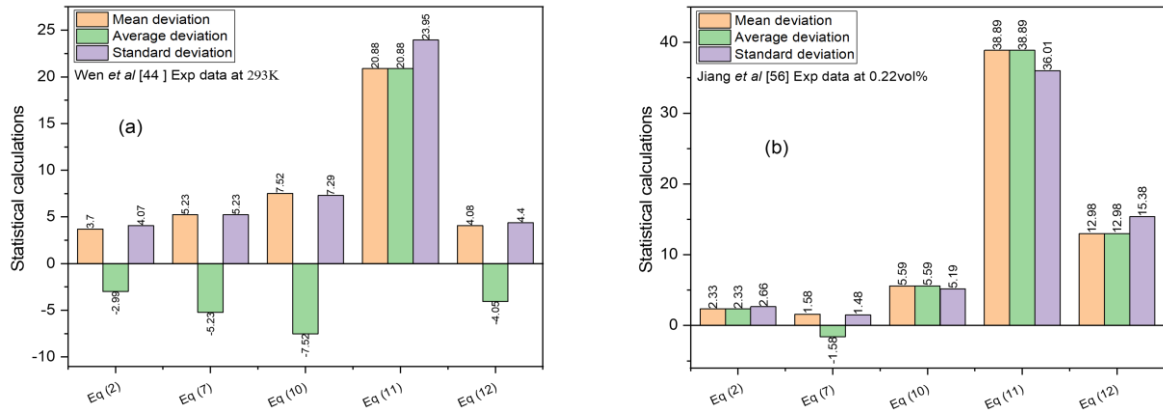 Mean deviation
Average deviation
Standard deviation
Wen et al [44 ] Exp data at 293K
(a)
Statistical calculations
25
20
15
10
5
0
-5
-10
3.7
-2.99
4.07
5.23
-5.23
5.23
7.52
-7.52
7.29
20.88
20.88
23.95
4.08
-4.05
4.4
Eq (2)
Eq (7)
Eq (10)
Eq (11)
Eq (12)
Mean deviation
Average deviation
Standard deviation
Jiang et al [56] Exp data at 0.22vol%
(b)
Statistical calculations
40
30
20
10
0
2.33
2.33
2.66
1.58
-1.58
1.48
5.59
5.59
5.19
38.89
38.89
36.01
12.98
12.98
15.38
Eq (2)
Eq (7)
Eq (10)
Eq (11)
Eq (12)